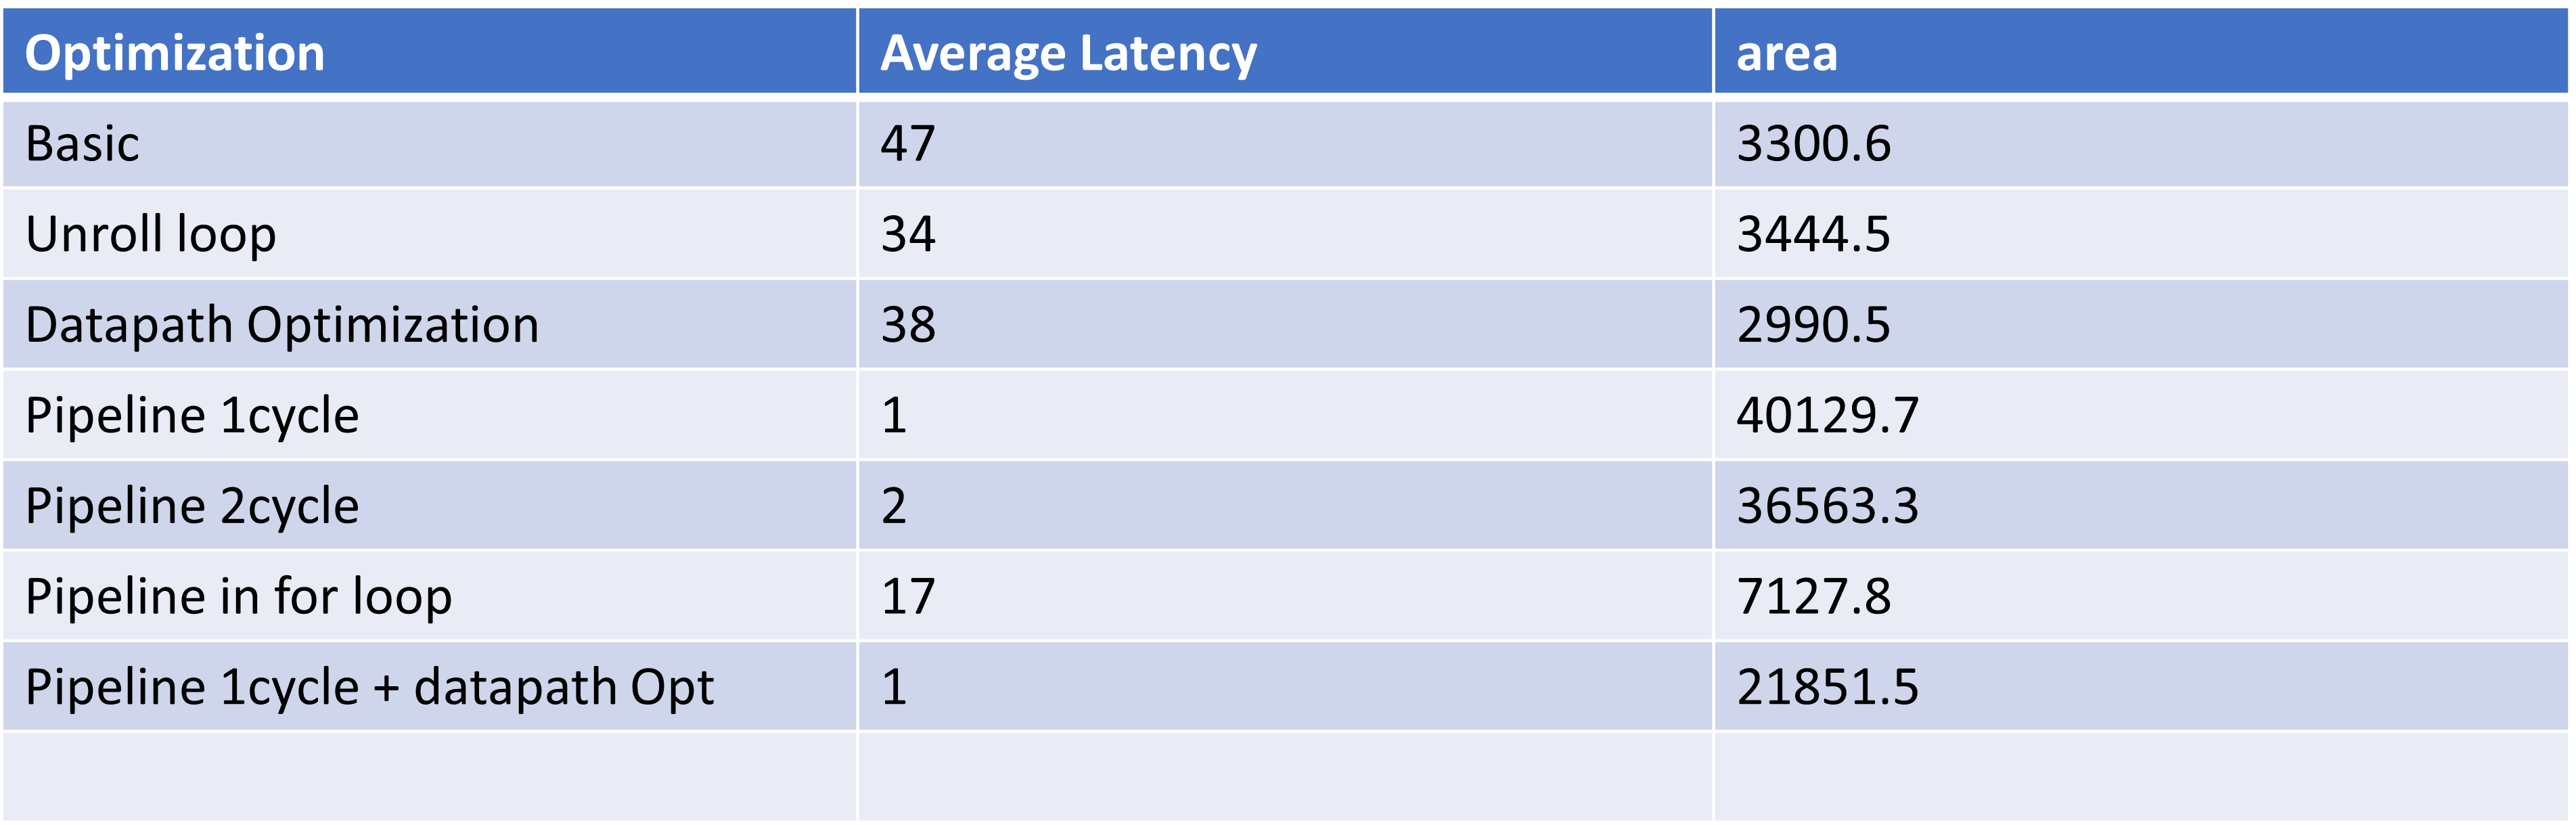 Optimization Average Latency area
Basic 47 3300.6
Unroll loop 34 3444.5
Datapath Optimization 38 2990.5
Pipeline 1cycle 1 40129.7
Pipeline 2cycle 2 36563.3
Pipeline in for loop 17 7127.8
Pipeline 1cycle + datapath Opt 1 21851.5